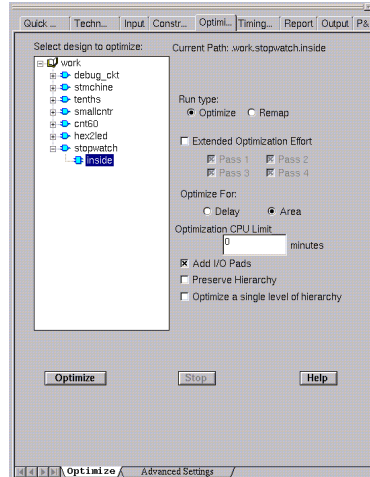 Quick ... Techn... Input Constr... Optimi... Timing... Report Output P&
Select design to optimize:
work
debug_ckt
stmchine
tenths
smallcntr
cnt60
hex2led
stopwatch
inside
Current Path: .work.stopwatch.inside
Run type:
Optimize Remap
Extended Optimization Effort
Pass 1 Pass 2
Pass 3 Pass 4
Optimize For:
Delay Area
Optimization CPU Limit
0 minutes
Add I/O Pads
Preserve Hierarchy
Optimize a single level of hierarchy
Optimize Stop Help
Optimize Advanced Settings